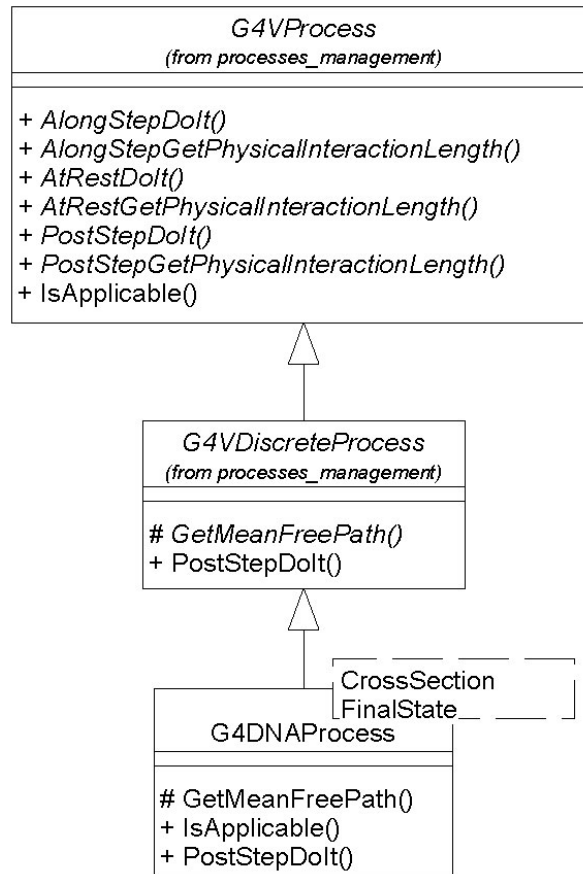 G4VProcess
(from processes_management)
+ AlongStepDoIt()
+ AlongStepGetPhysicalInteractionLength()
+ AtRestDoIt()
+ AtRestGetPhysicalInteractionLength()
+ PostStepDoIt()
+ PostStepGetPhysicalInteractionLength()
+ IsApplicable()
G4VDiscreteProcess
(from processes_management)
# GetMeanFreePath()
+ PostStepDoIt()
CrossSection
FinalState
G4DNAProcess
# GetMeanFreePath()
+ IsApplicable()
+ PostStepDoIt()